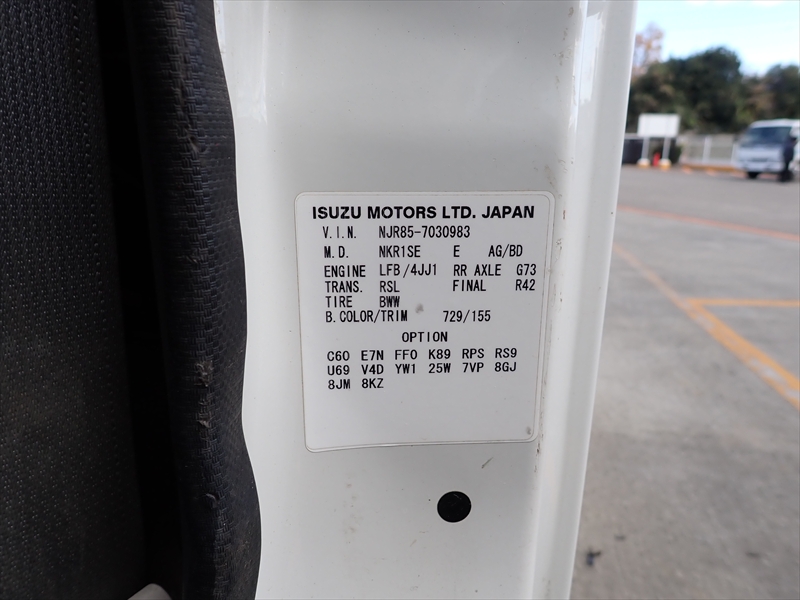 ISUZU MOTORS LTD. JAPAN
V.I.N. NJR85-7030983
M.D. NKR1SE E AG/BD
ENGINE LFB/4JJ1 RR AXLE G73
TRANS. RSL FINAL R42
TIRE BWW
B.COLOR/TRIM 729/155
OPTION
C60 E7N FF0 K89 RPS RS9
U69 V4D YW1 25W 7VP 8GJ
8JM 8KZ